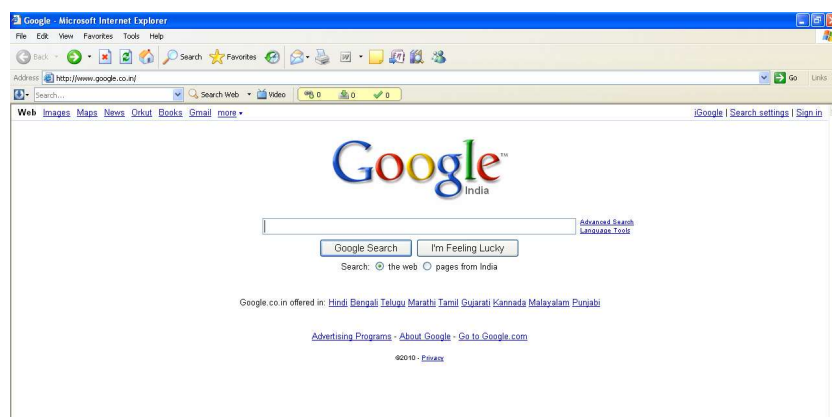 Google - Microsoft Internet Explorer
File Edit View Favorites Tools Help
Back Search Favorites
Address http://www.google.co.in/ Go Links
Search... Search Web Video 0 0 0
Web Images Maps News Orkut Books Gmail more iGoogle | Search settings | Sign in
Google™
India
Advanced Search
Language Tools
Google Search I'm Feeling Lucky
Search: the web pages from India
Google.co.in offered in: Hindi Bengali Telugu Marathi Tamil Gujarati Kannada Malayalam Punjabi
Advertising Programs - About Google - Go to Google.com
©2010 - Privacy